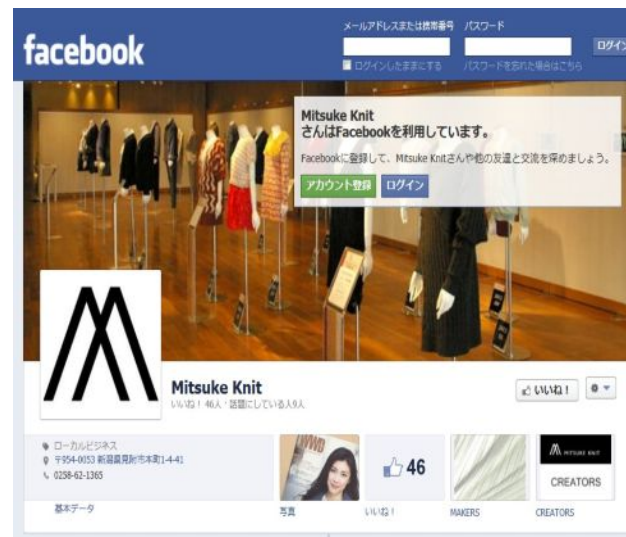 facebook
メールアドレスまたは携帯番号 パスワード
ログイン
ログインしたままにする パスワードを忘れた場合はこちら
Mitsuke Knit
さんはFacebookを利用しています。
Facebookに登録して、Mitsuke Knitさんや他の友達と交流を深めましょう。
アカウント登録 ログイン
Mitsuke Knit
いいね！ 46人・話題にしている人9人
いいね！
ローカルビジネス
〒954-0053 新潟県見附市本町1-4-41
0258-62-1365
基本データ
46
MITSUKE KNIT
CREATORS
写真 いいね！ MAKERS CREATORS